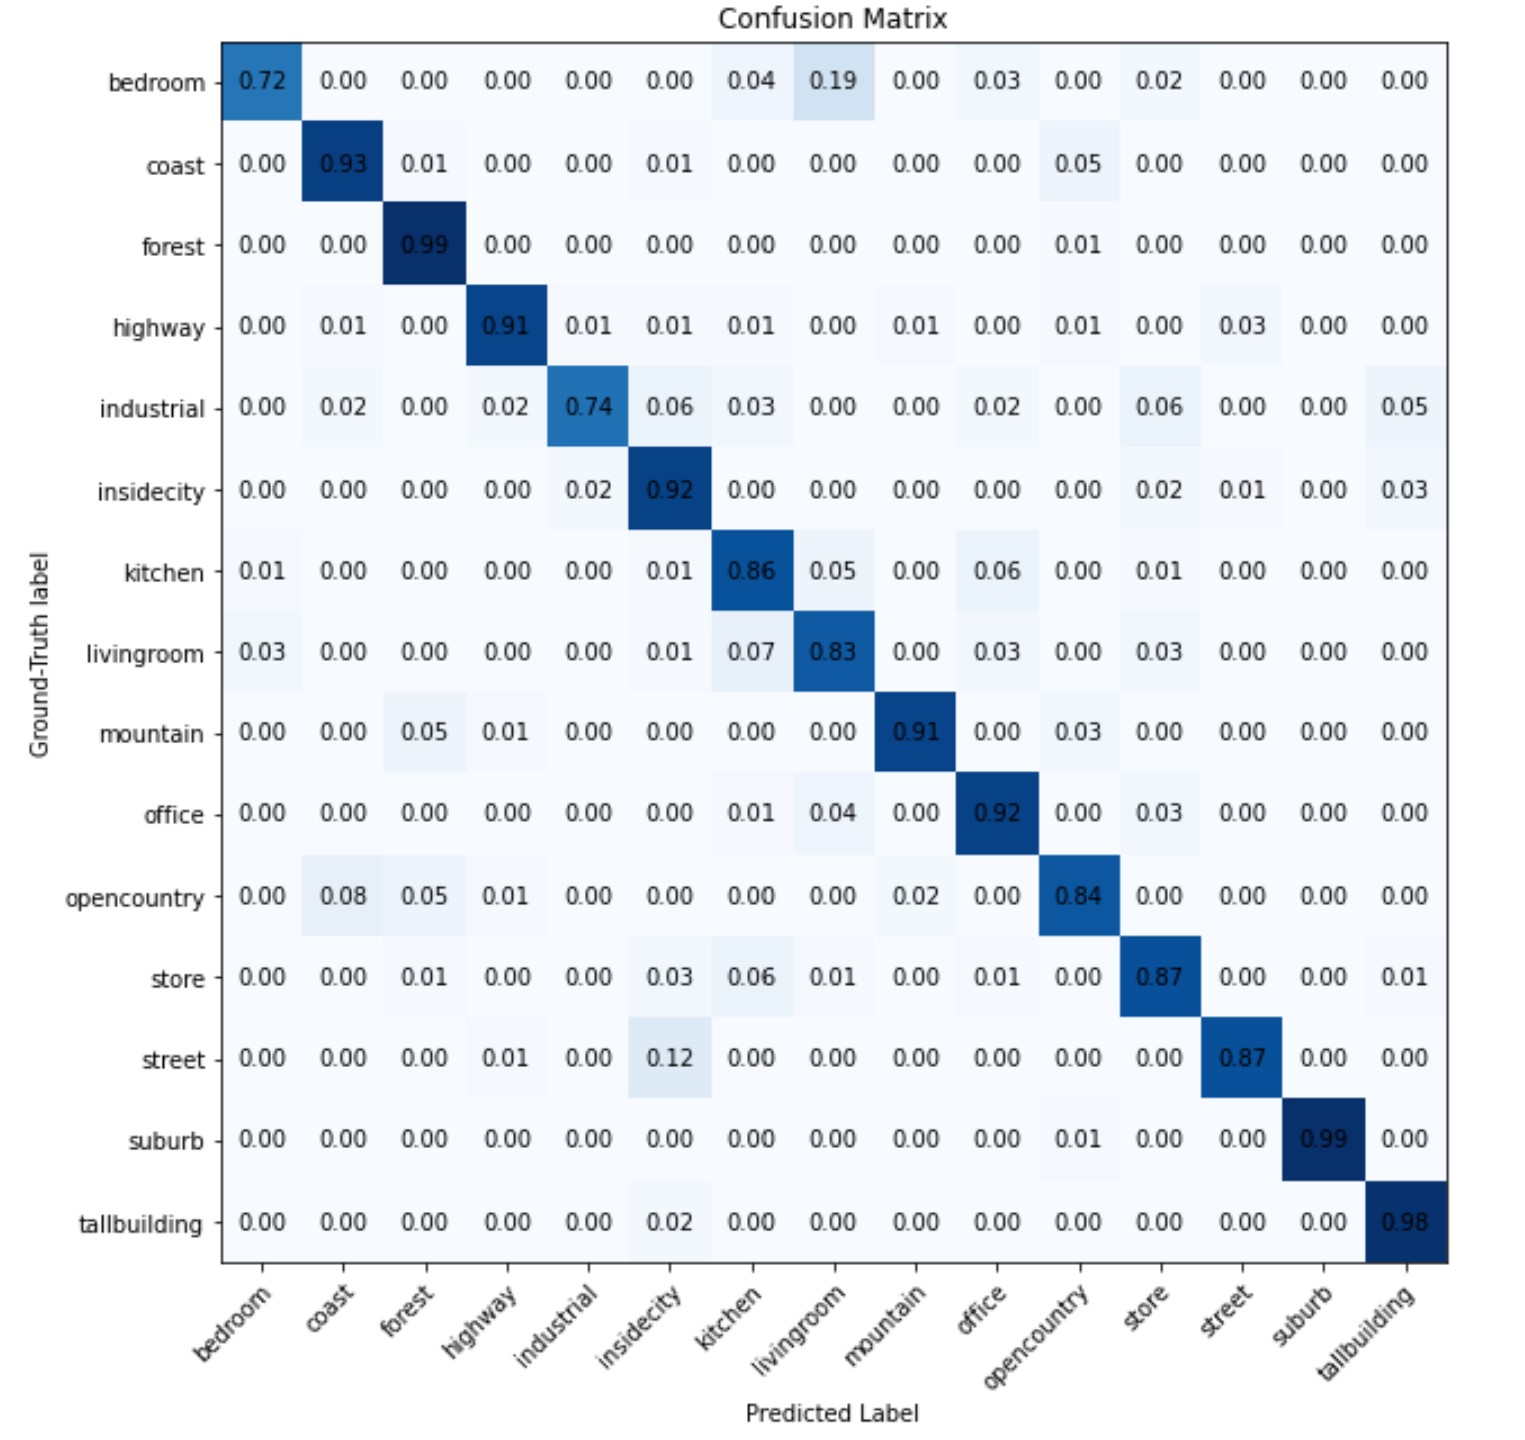 Confusion Matrix
bedroom 0.72 0.00 0.00 0.00 0.00 0.00 0.04 0.19 0.00 0.03 0.00 0.02 0.00 0.00 0.00
coast 0.00 0.93 0.01 0.00 0.00 0.01 0.00 0.00 0.00 0.00 0.05 0.00 0.00 0.00 0.00
forest 0.00 0.00 0.99 0.00 0.00 0.00 0.00 0.00 0.00 0.00 0.01 0.00 0.00 0.00 0.00
highway 0.00 0.01 0.00 0.91 0.01 0.01 0.01 0.00 0.01 0.00 0.01 0.00 0.03 0.00 0.00
industrial 0.00 0.02 0.00 0.02 0.74 0.06 0.03 0.00 0.00 0.02 0.00 0.06 0.00 0.00 0.05
insidecity 0.00 0.00 0.00 0.00 0.02 0.92 0.00 0.00 0.00 0.00 0.00 0.02 0.01 0.00 0.03
kitchen 0.01 0.00 0.00 0.00 0.00 0.01 0.86 0.05 0.00 0.06 0.00 0.01 0.00 0.00 0.00
livingroom 0.03 0.00 0.00 0.00 0.00 0.01 0.07 0.83 0.00 0.03 0.00 0.03 0.00 0.00 0.00
mountain 0.00 0.00 0.05 0.01 0.00 0.00 0.00 0.00 0.91 0.00 0.03 0.00 0.00 0.00 0.00
office 0.00 0.00 0.00 0.00 0.00 0.00 0.01 0.04 0.00 0.92 0.00 0.03 0.00 0.00 0.00
opencountry 0.00 0.08 0.05 0.01 0.00 0.00 0.00 0.00 0.02 0.00 0.84 0.00 0.00 0.00 0.00
store 0.00 0.00 0.01 0.00 0.00 0.03 0.06 0.01 0.00 0.01 0.00 0.87 0.00 0.00 0.01
street 0.00 0.00 0.00 0.01 0.00 0.12 0.00 0.00 0.00 0.00 0.00 0.00 0.87 0.00 0.00
suburb 0.00 0.00 0.00 0.00 0.00 0.00 0.00 0.00 0.00 0.00 0.01 0.00 0.00 0.99 0.00
tallbuilding 0.00 0.00 0.00 0.00 0.00 0.02 0.00 0.00 0.00 0.00 0.00 0.00 0.00 0.00 0.98
Ground-Truth label
bedroom coast forest highway industrial insidecity kitchen livingroom mountain office opencountry store street suburb tallbuilding
Predicted Label